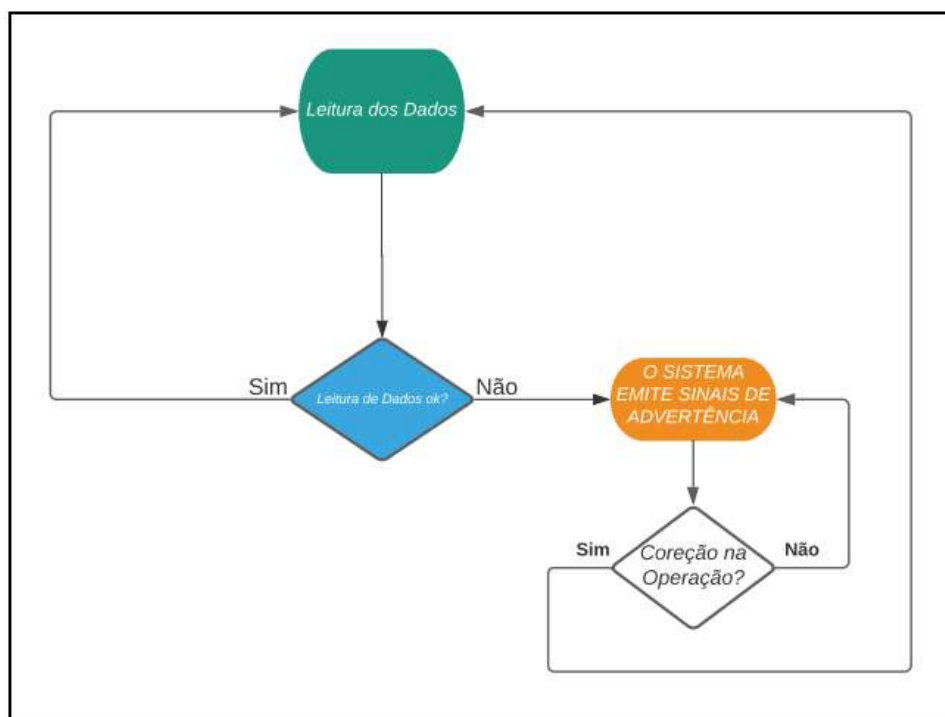 Leitura dos Dados
Sim
Leitura de Dados ok?
Não
O SISTEMA
EMITE SINAIS DE
ADVERTÊNCIA
Sim
Coreção na
Operação?
Não